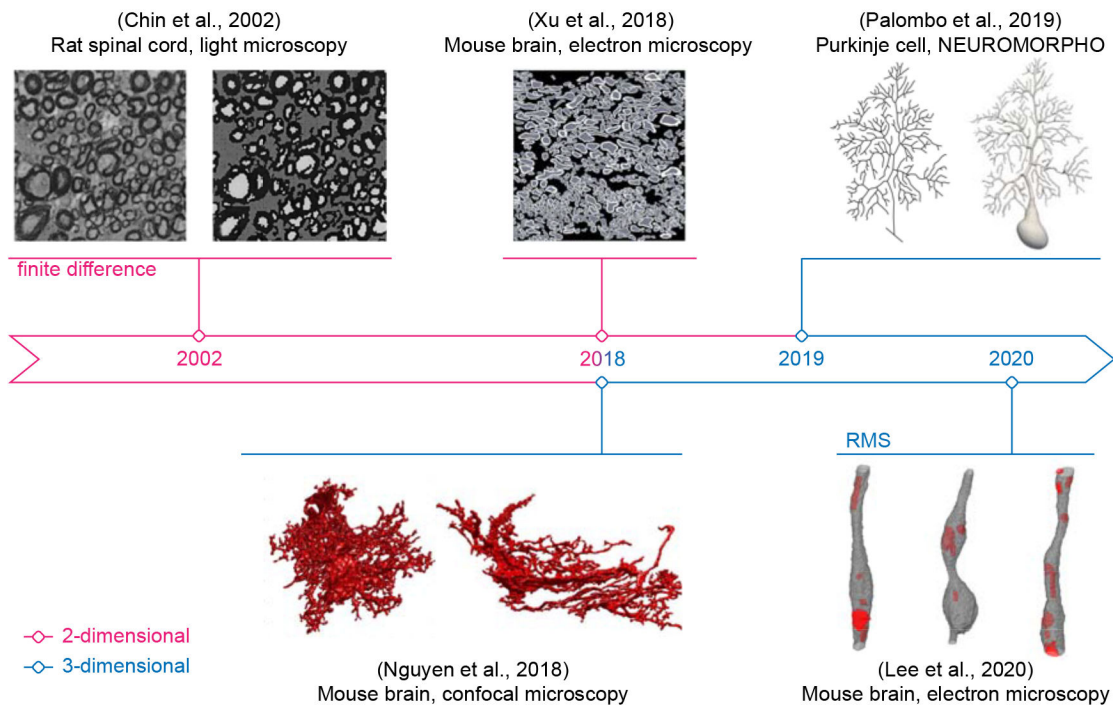 (Chin et al., 2002)
Rat spinal cord, light microscopy
(Xu et al., 2018)
Mouse brain, electron microscopy
(Palombo et al., 2019)
Purkinje cell, NEUROMORPHO
finite difference
2002
2018
2019
2020
RMS
2-dimensional
3-dimensional
(Nguyen et al., 2018)
Mouse brain, confocal microscopy
(Lee et al., 2020)
Mouse brain, electron microscopy